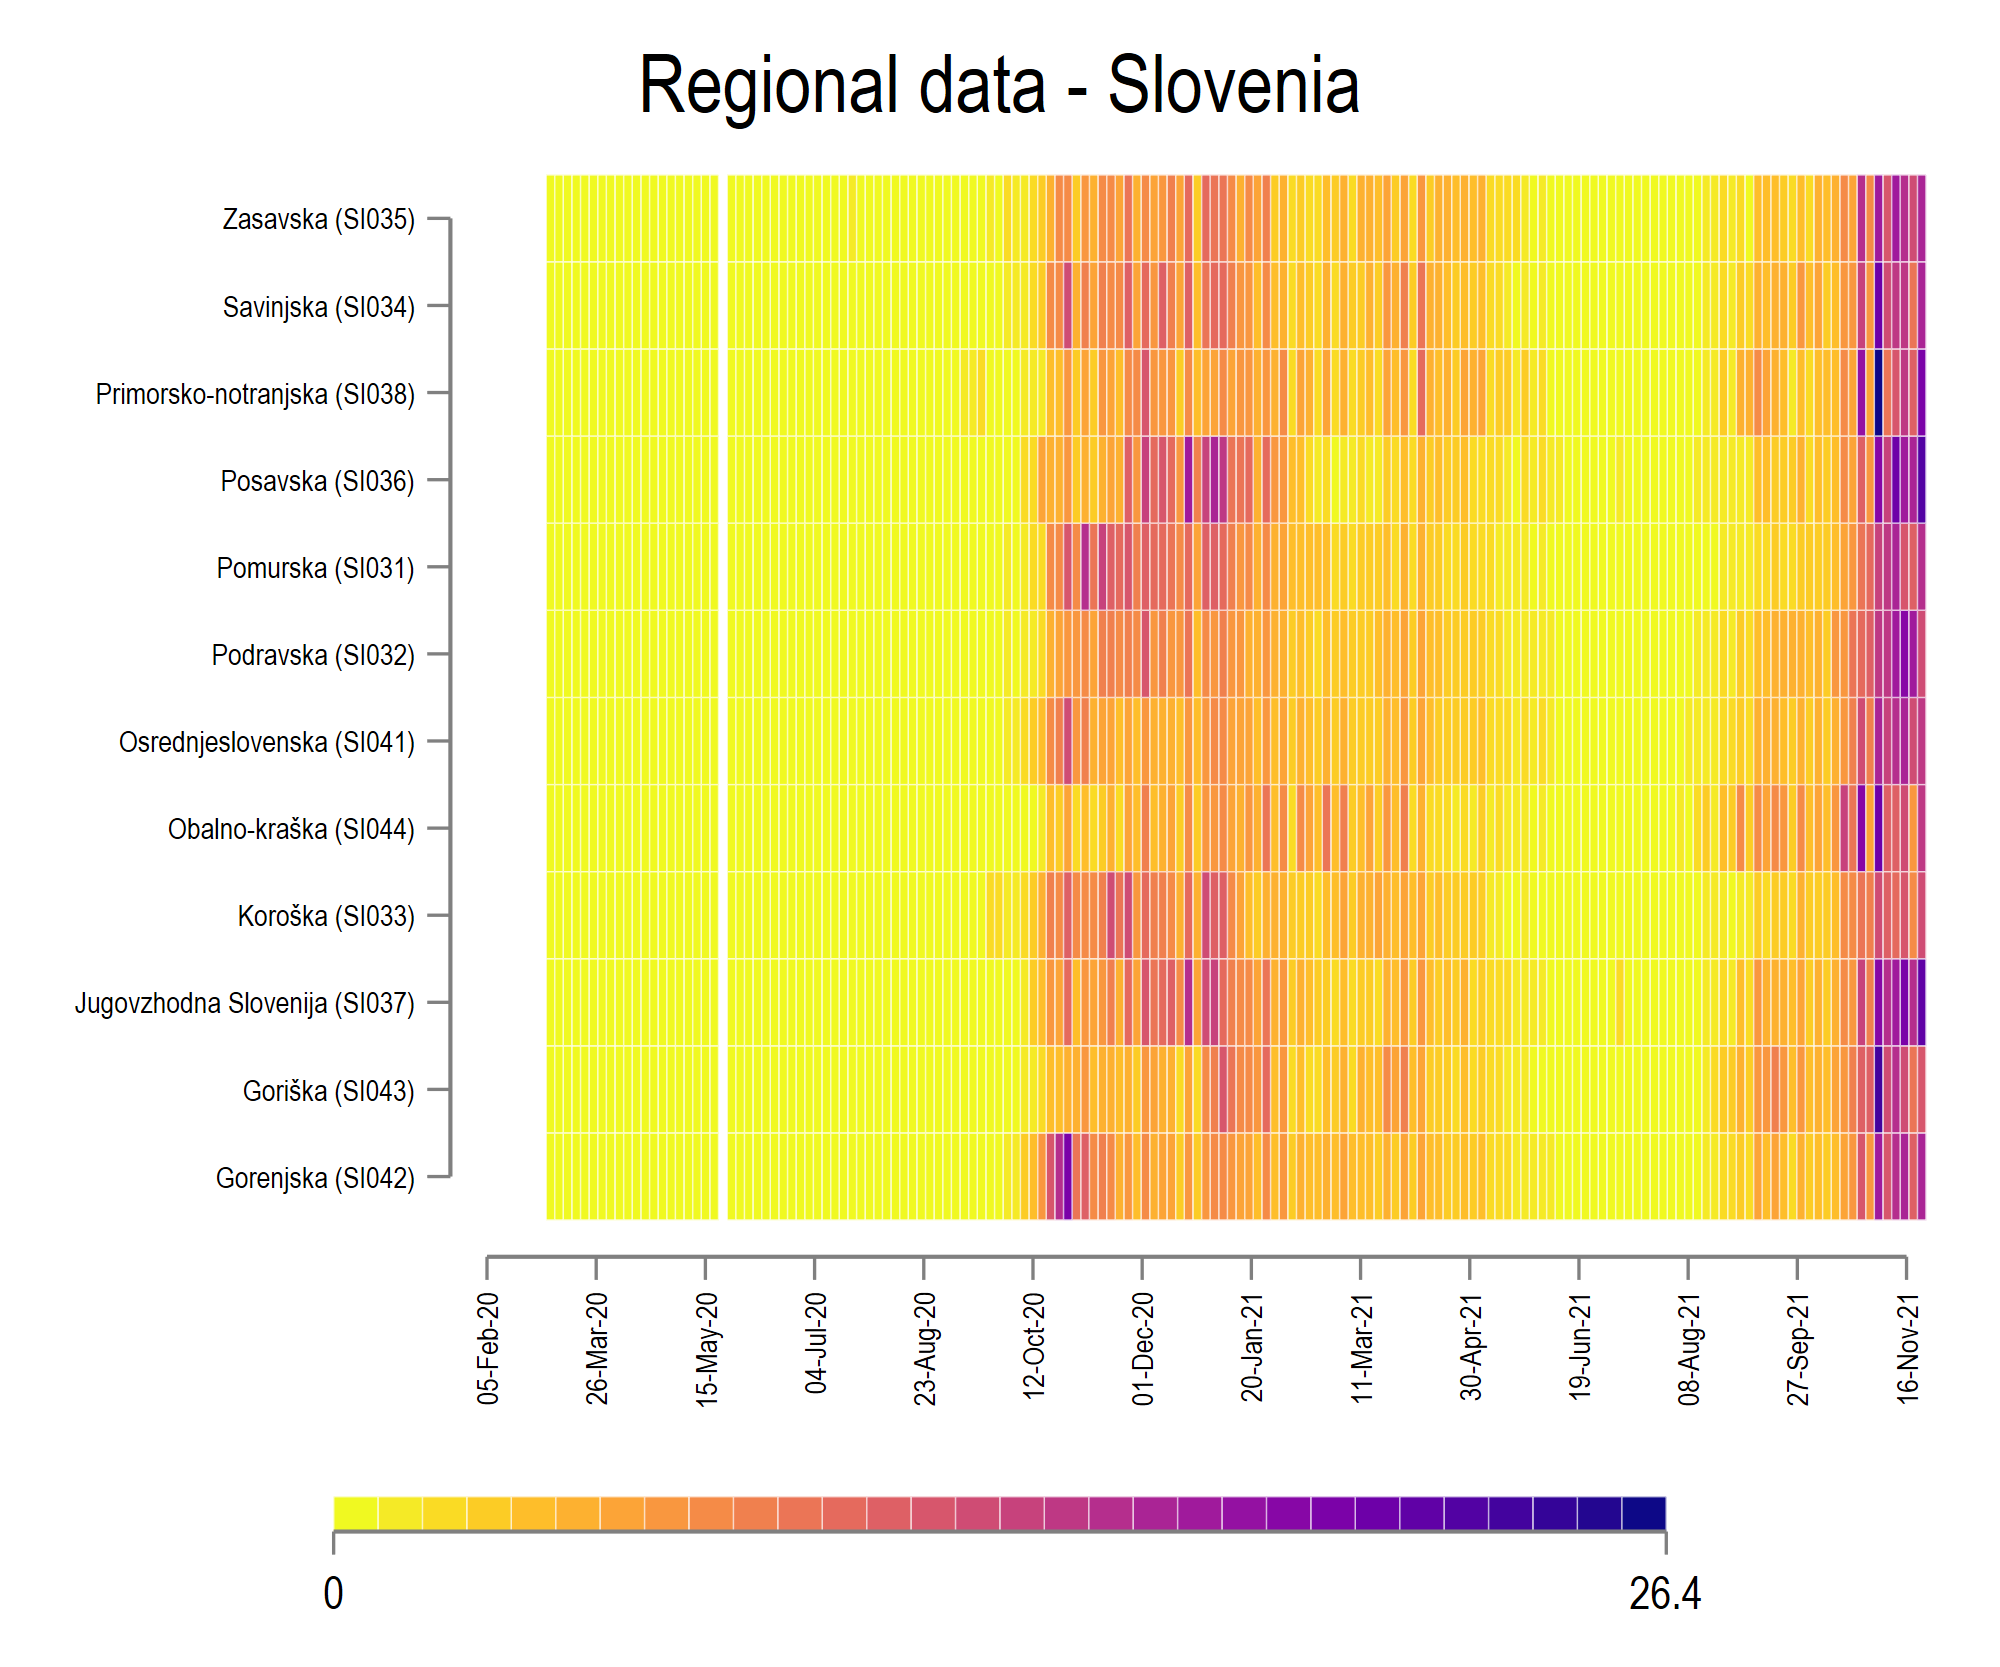 Regional data - Slovenia
Zasavska (SI035)
Savinjska (SI034)
Primorsko-notranjska (SI038)
Posavska (SI036)
Pomurska (SI031)
Podravska (SI032)
Osrednjeslovenska (SI041)
Obalno-kraška (SI044)
Koroška (SI033)
Jugovzhodna Slovenija (SI037)
Goriška (SI043)
Gorenjska (SI042)
05-Feb-20
26-Mar-20
15-May-20
04-Jul-20
23-Aug-20
12-Oct-20
01-Dec-20
20-Jan-21
11-Mar-21
30-Apr-21
19-Jun-21
08-Aug-21
27-Sep-21
16-Nov-21
0
26.4